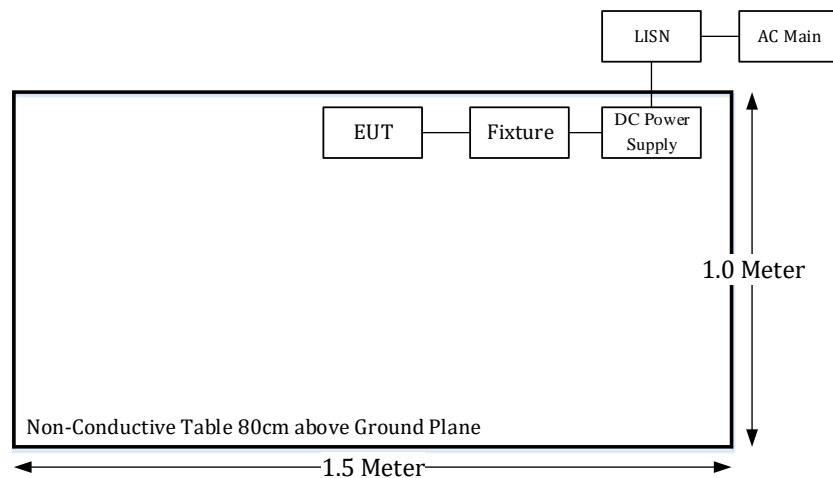 LISN
AC Main
EUT
Fixture
DC Power
Supply
1.0 Meter
Non-Conductive Table 80cm above Ground Plane
1.5 Meter